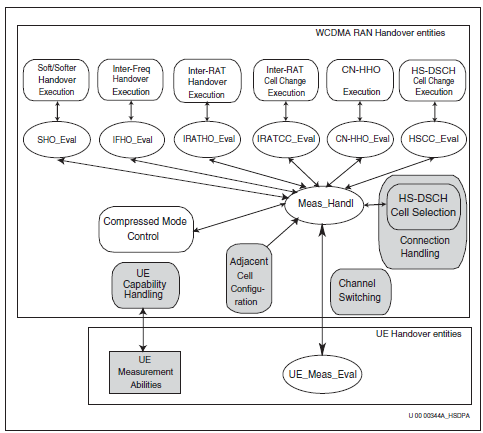 WCDMA RAN Handover entities
Soft/Softer
Handover
Execution
Inter-Freq
Handover
Execution
Inter-RAT
Handover
Execution
Inter-RAT
Cell Change
Execution
CN-HHO
Execution
HS-DSCH
Cell Change
Execution
SHO_Eval
IFHO_Eval
IRATHO_Eval
IRATCC_Eval
CN-HHO_Eval
HSCC_Eval
Meas_Handl
HS-DSCH
Cell Selection
Connection
Handling
Compressed Mode
Control
Adjacent
Cell
Configu-
ration
UE
Capability
Handling
Channel
Switching
UE Handover entities
UE
Measurement
Abilities
UE_Meas_Eval
U 00 00344A_HSDPA